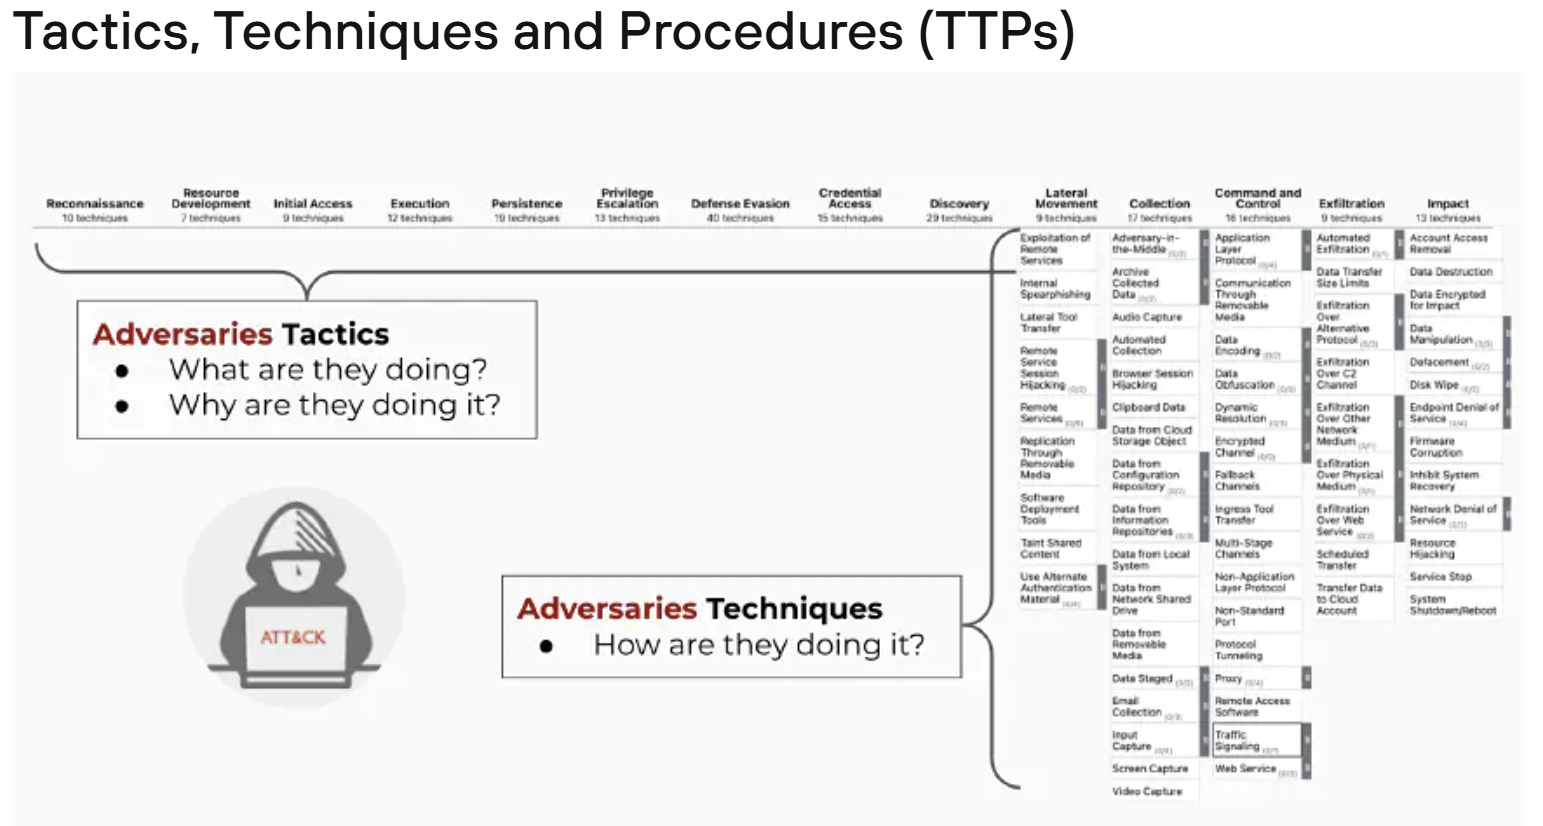 Tactics, Techniques and Procedures (TTPs)
Reconnaissance
10 techniques
Resource
Development
7 techniques
Initial Access
9 techniques
Execution
12 techniques
Persistence
19 techniques
Privilege
Escalation
13 techniques
Defense Evasion
40 techniques
Credential
Access
15 techniques
Discovery
29 techniques
Lateral
Movement
9 techniques
Collection
17 techniques
Command and
Control
16 techniques
Exfiltration
9 techniques
Impact
13 techniques
Adversaries Tactics
● What are they doing?
● Why are they doing it?
ATT&CK
Adversaries Techniques
● How are they doing it?
Exploitation of
Remote
Services
Internal
Spearphishing
Lateral Tool
Transfer
Remote
Service
Session
Hijacking
Remote
Services
Replication
Through
Removable
Media
Software
Deployment
Tools
Taint Shared
Content
Use Alternate
Authentication
Material
Adversary-in-
the-Middle
Archive
Collected
Data
Audio Capture
Automated
Collection
Browser Session
Hijacking
Clipboard Data
Data from Cloud
Storage Object
Data from
Configuration
Repository
Data from
Information
Repositories
Data from Local
System
Data from
Network Shared
Drive
Data from
Removable
Media
Data Staged
Email
Collection
Input
Capture
Screen Capture
Video Capture
Application
Layer
Protocol
Communication
Through
Removable
Media
Data
Encoding
Data
Obfuscation
Dynamic
Resolution
Encrypted
Channel
Fallback
Channels
Ingress Tool
Transfer
Multi-Stage
Channels
Non-Application
Layer Protocol
Non-Standard
Port
Protocol
Tunneling
Proxy
Remote Access
Software
Traffic
Signaling
Web Service
Automated
Exfiltration
Data Transfer
Size Limits
Exfiltration
Over
Alternative
Protocol
Exfiltration
Over C2
Channel
Exfiltration
Over Other
Network
Medium
Exfiltration
Over Physical
Medium
Exfiltration
Over Web
Service
Scheduled
Transfer
Transfer Data
to Cloud
Account
Account Access
Removal
Data Destruction
Data Encrypted
for Impact
Data
Manipulation
Defacement
Disk Wipe
Endpoint Denial of
Service
Firmware
Corruption
Inhibit System
Recovery
Network Denial of
Service
Resource
Hijacking
Service Stop
System
Shutdown/Reboot